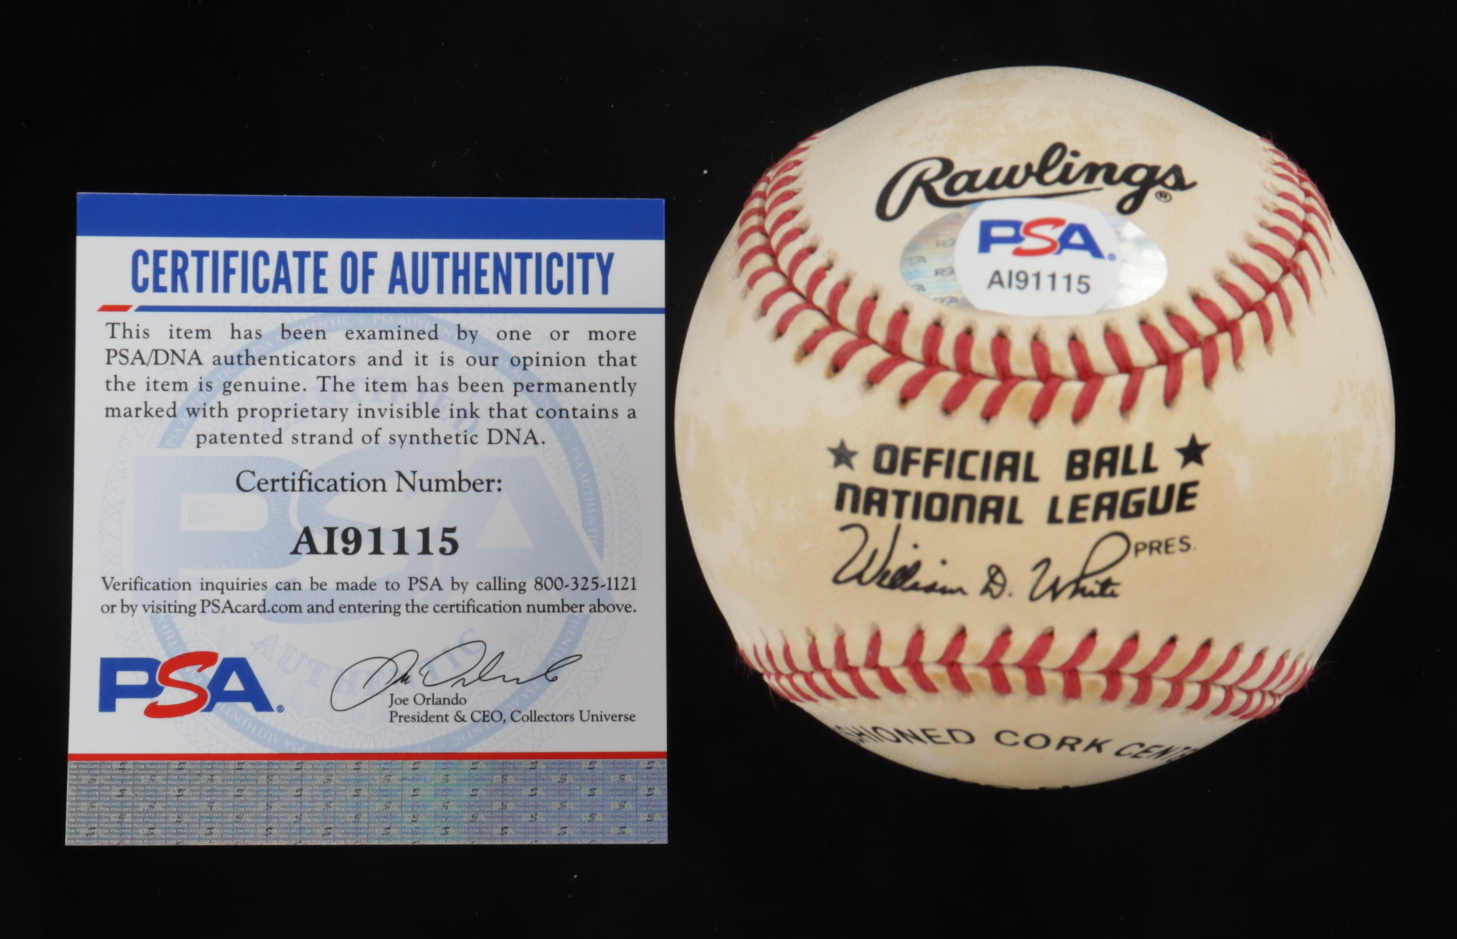 CERTIFICATE OF AUTHENTICITY
This item has been examined by one or more
PSA/DNA authenticators and it is our opinion that
the item is genuine. The item has been permanently
marked with proprietary invisible ink that contains a
patented strand of synthetic DNA.
Certification Number:
AI91115
Verification inquiries can be made to PSA by calling 800-325-1121
or by visiting PSAcard.com and entering the certification number above.
PSA®
Joe Orlando
President & CEO, Collectors Universe
Rawlings®
PSA®
AI91115
★ OFFICIAL BALL ★
NATIONAL LEAGUE
William D. White PRES.
CORK